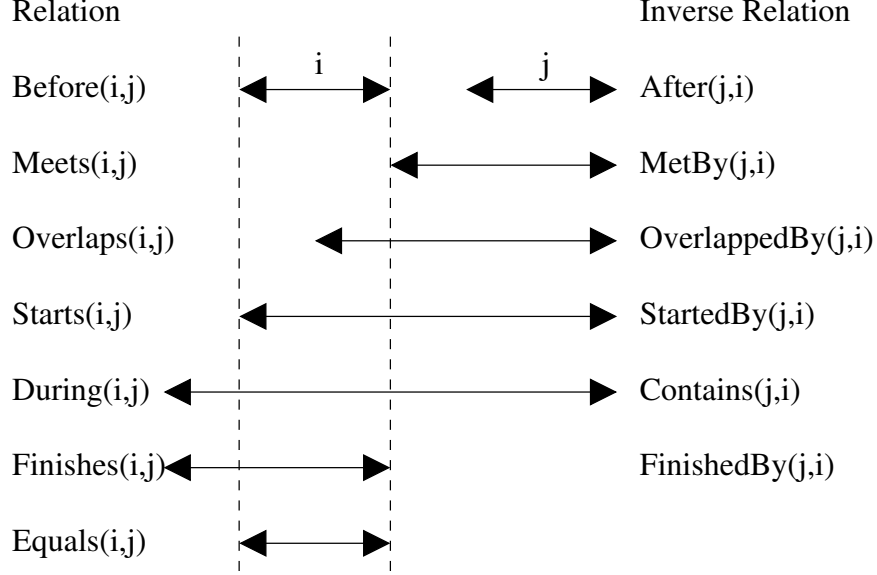 Relation Inverse Relation
i j
Before(i,j) After(j,i)
Meets(i,j) MetBy(j,i)
Overlaps(i,j) OverlappedBy(j,i)
Starts(i,j) StartedBy(j,i)
During(i,j) Contains(j,i)
Finishes(i,j) FinishedBy(j,i)
Equals(i,j)